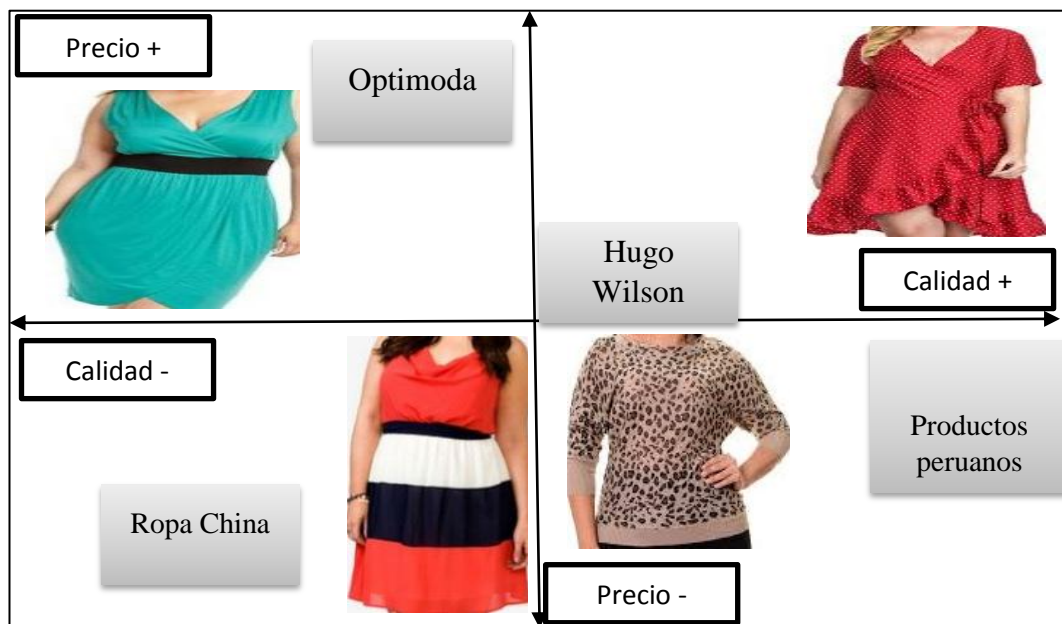 Precio +
Optimoda
Hugo
Wilson
Calidad +
Calidad -
Productos
peruanos
Ropa China
Precio -